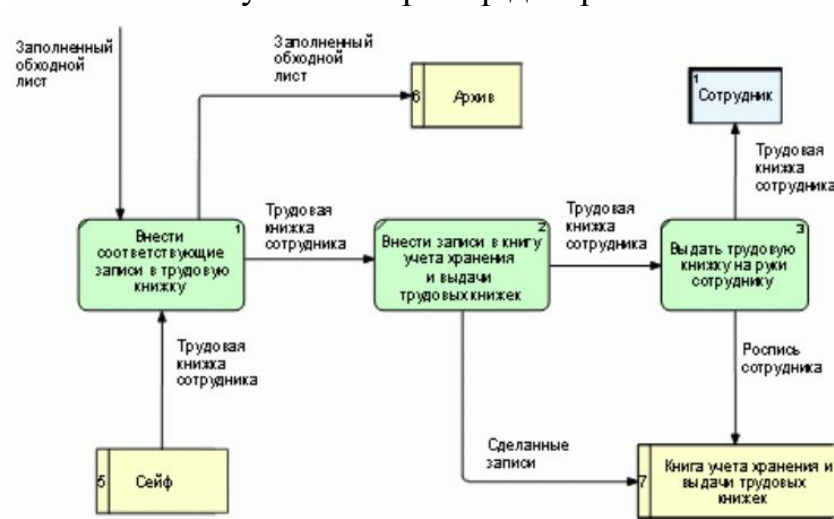 Заполненный
обходной
лист
Заполненный
обходной
лист
6
Архив
1
Сотрудник
Трудовая
книжка
сотрудника
1
Внести
соответствующие
записи в трудовую
книжку
Трудовая
книжка
сотрудника
2
Внести записи в книгу
учета хранения
и выдачи
трудовых книжек
Трудовая
книжка
сотрудника
3
Выдать трудовую
книжку на руки
сотруднику
Трудовая
книжка
сотрудника
Роспись
сотрудника
5
Сейф
Сделанные
записи
7
Книга учета хранения и
выдачи трудовых
книжек